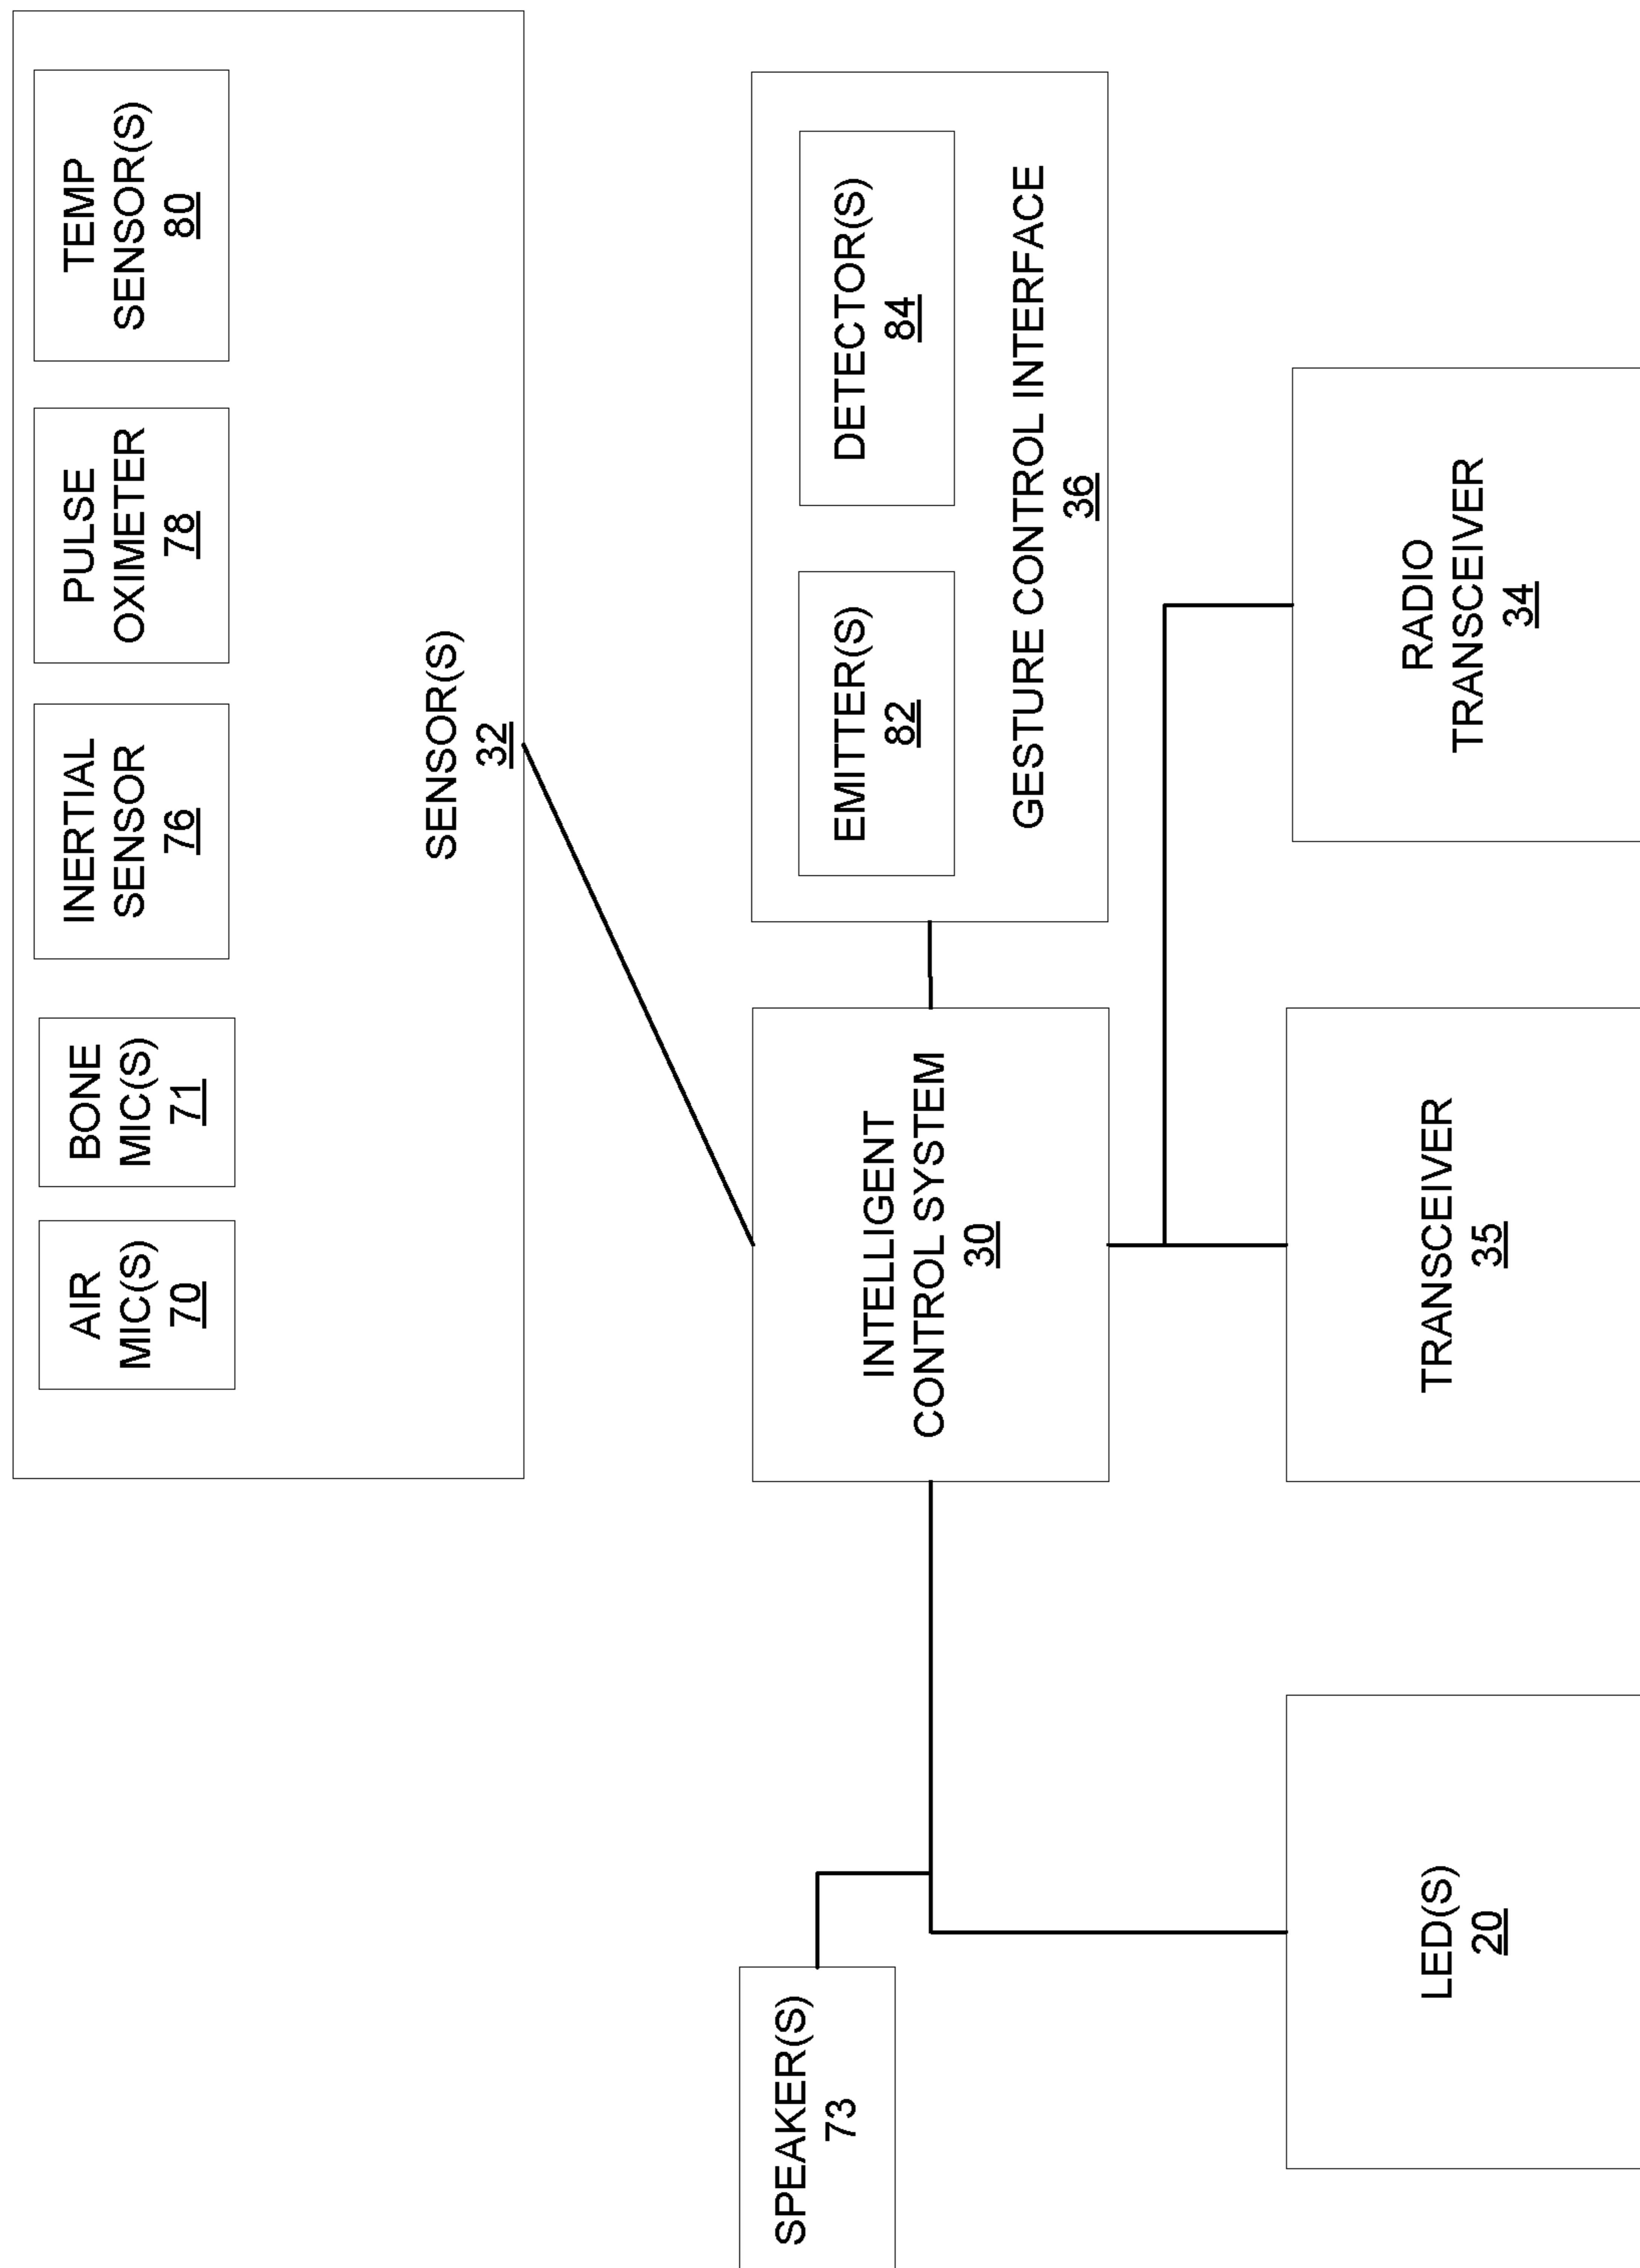 AIR
MIC(S)
70
BONE
MIC(S)
71
INERTIAL
SENSOR
76
PULSE
OXIMETER
78
TEMP
SENSOR(S)
80
SENSOR(S)
32
SPEAKER(S)
73
INTELLIGENT
CONTROL SYSTEM
30
EMITTER(S)
82
DETECTOR(S)
84
GESTURE CONTROL INTERFACE
36
LED(S)
20
TRANSCEIVER
35
RADIO
TRANSCEIVER
34